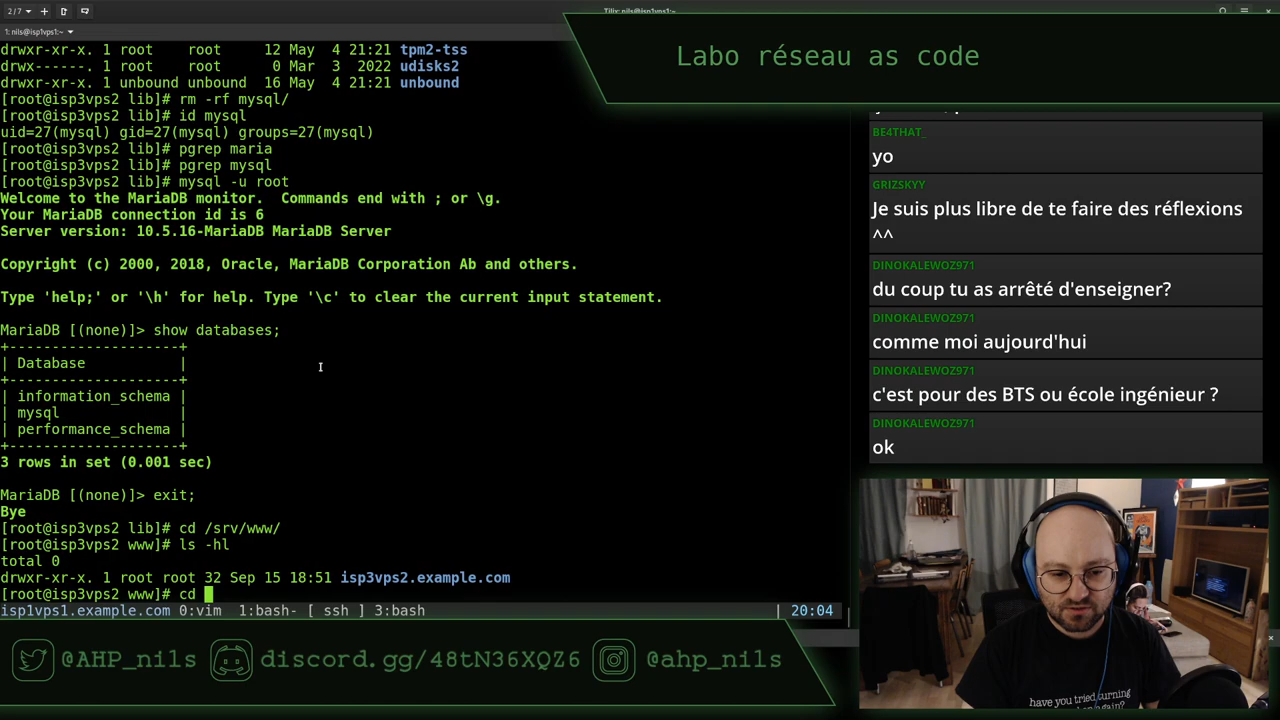 2/7
Tilix: nils@isp1vps1:~
1: nils@isp1vps1:~
Labo réseau as code
drwxr-xr-x. 1 root    root     12 May  4 21:21 tpm2-tss
drwx------. 1 root    root      0 Mar  3  2022 udisks2
drwxr-xr-x. 1 unbound unbound  16 May  4 21:21 unbound
[root@isp3vps2 lib]# rm -rf mysql/
[root@isp3vps2 lib]# id mysql
uid=27(mysql) gid=27(mysql) groups=27(mysql)
[root@isp3vps2 lib]# pgrep maria
[root@isp3vps2 lib]# pgrep mysql
[root@isp3vps2 lib]# mysql -u root
Welcome to the MariaDB monitor.  Commands end with ; or \g.
Your MariaDB connection id is 6
Server version: 10.5.16-MariaDB MariaDB Server
Copyright (c) 2000, 2018, Oracle, MariaDB Corporation Ab and others.
Type 'help;' or '\h' for help. Type '\c' to clear the current input statement.
MariaDB [(none)]> show databases;
+--------------------+
| Database           |
+--------------------+
| information_schema |
| mysql              |
| performance_schema |
+--------------------+
3 rows in set (0.001 sec)
MariaDB [(none)]> exit;
Bye
[root@isp3vps2 lib]# cd /srv/www/
[root@isp3vps2 www]# ls -hl
total 0
drwxr-xr-x. 1 root root 32 Sep 15 18:51 isp3vps2.example.com
[root@isp3vps2 www]# cd
isp1vps1.example.com 0:vim  1:bash- [ ssh ] 3:bash | 20:04
BE4THAT_
yo
GRIZSKYY
Je suis plus libre de te faire des réflexions
^^
DINOKALEWOZ971
du coup tu as arrêté d'enseigner?
DINOKALEWOZ971
comme moi aujourd'hui
DINOKALEWOZ971
c'est pour des BTS ou école ingénieur ?
DINOKALEWOZ971
ok
have you tried turning
again?
@AHP_nils
discord.gg/48tN36XQZ6
@ahp_nils